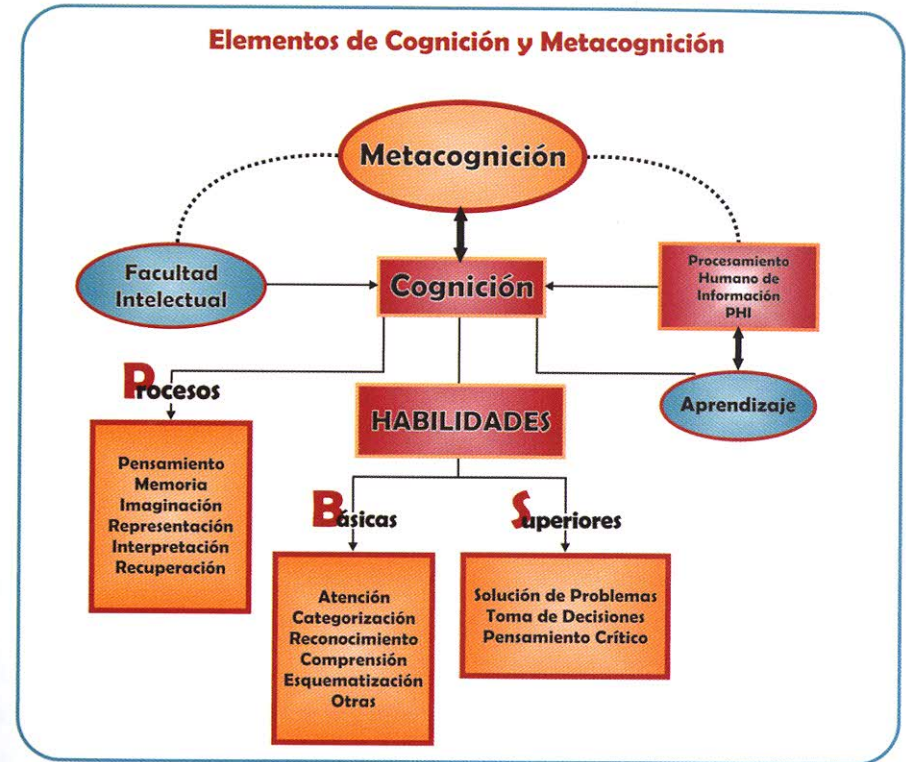 Elementos de Cognición y Metacognición
Metacognición
Facultad
Intelectual
Cognición
Procesamiento
Humano de
Información
PHI
Procesos
HABILIDADES
Aprendizaje
Pensamiento
Memoria
Imaginación
Representación
Interpretación
Recuperación
Básicas
Superiores
Atención
Categorización
Reconocimiento
Comprensión
Esquematización
Otras
Solución de Problemas
Toma de Decisiones
Pensamiento Crítico